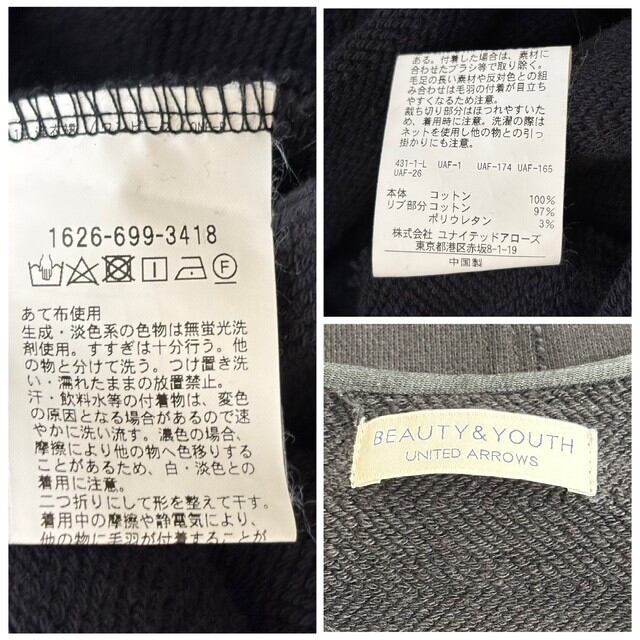 1626-699-3418
あて布使用
生成・淡色系の色物は無蛍光洗
剤使用。すすぎは十分行う。他
の物と分けて洗う。つけ置き洗
い・濡れたままの放置禁止。
汗・飲料水等の付着物は、変色
の原因となる場合があるので速
やかに洗い流す。濃色の場合、
摩擦により他の物へ色移りする
ことがあるため、白・淡色との
着用に注意。
二つ折りにして形を整えて干す。
着用中の摩擦や静電気により、
他の物に毛羽が付着することが
ある。付着した場合は、素材に
合わせたブラシ等で取り除く。
毛足の長い素材や反対色との組
み合わせは毛羽の付着が目立ち
やすくなるため注意。
裁ち切り部分はほつれやすいた
め、着用時に注意。洗濯の際は
ネットを使用し他の物との引っ
掛かりにも注意。
431-1-L UAF-1 UAF-174 UAF-165
UAF-26
本体 コットン 100%
リブ部分 コットン 97%
ポリウレタン 3%
株式会社 ユナイテッドアローズ
東京都港区赤坂8-1-19
中国製
BEAUTY&YOUTH
UNITED ARROWS